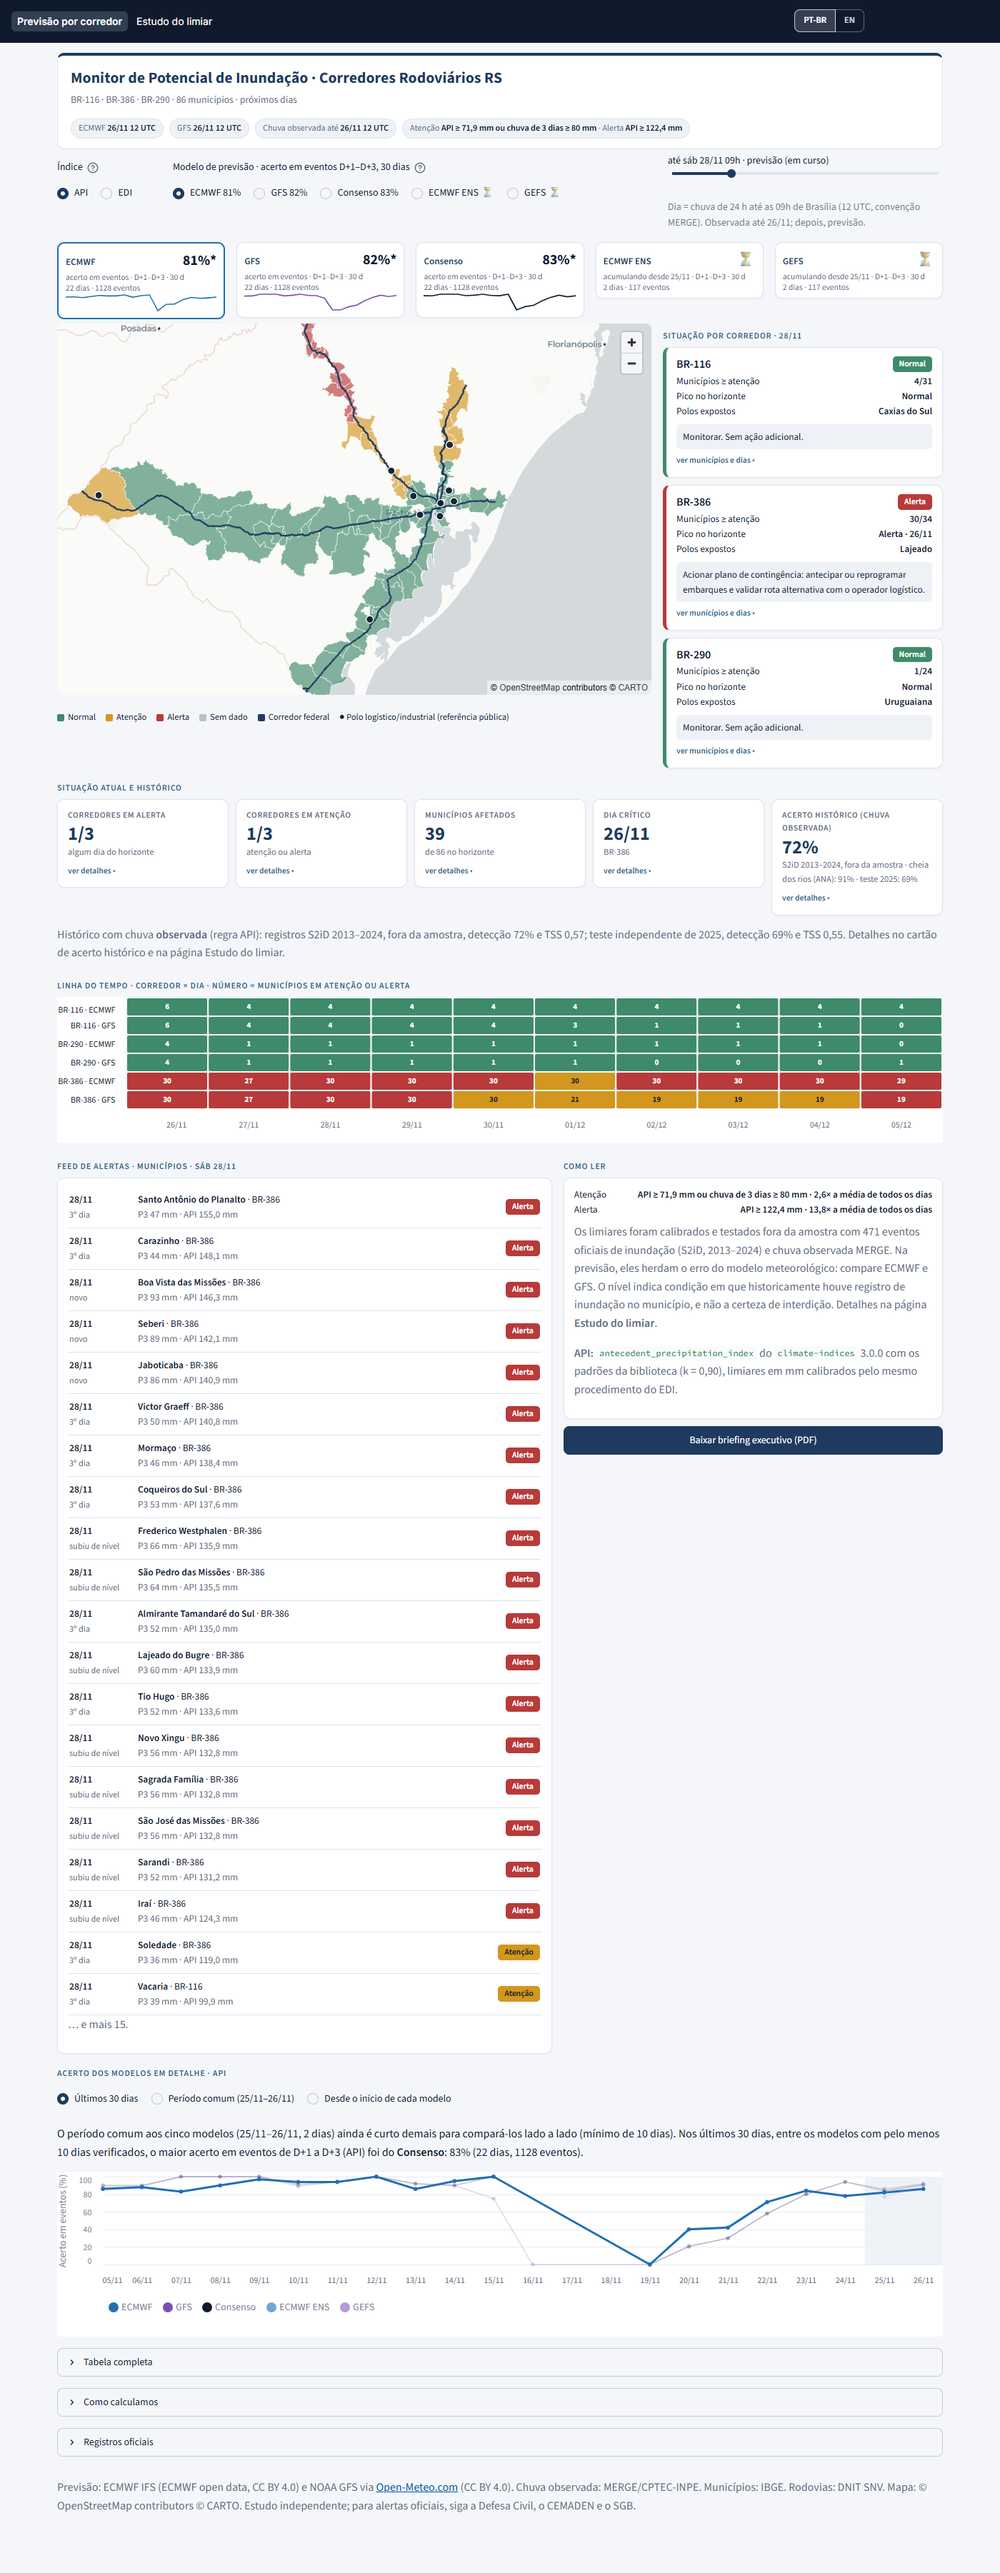 Previsão por corredor
Estudo do limiar
PT-BR
EN
Monitor de Potencial de Inundação · Corredores Rodoviários RS
BR-116 · BR-386 · BR-290 · 86 municípios · próximos dias
ECMWF 26/11 12 UTC
GFS 26/11 12 UTC
Chuva observada até 26/11 12 UTC
Atenção API ≥ 71,9 mm ou chuva de 3 dias ≥ 80 mm · Alerta API ≥ 122,4 mm
Índice ?
API
EDI
Modelo de previsão · acerto em eventos D+1–D+3, 30 dias ?
ECMWF 81%
GFS 82%
Consenso 83%
ECMWF ENS ⏳
GEFS ⏳
até sáb 28/11 09h · previsão (em curso)
Dia = chuva de 24 h até as 09h de Brasília (12 UTC, convenção
MERGE). Observada até 26/11; depois, previsão.
ECMWF 81%*
acerto em eventos · D+1–D+3 · 30 d
22 dias · 1128 eventos
GFS 82%*
acerto em eventos · D+1–D+3 · 30 d
22 dias · 1128 eventos
Consenso 83%*
acerto em eventos · D+1–D+3 · 30 d
22 dias · 1128 eventos
ECMWF ENS ⏳
acumulando desde 25/11 · D+1–D+3 · 30 d
2 dias · 117 eventos
GEFS ⏳
acumulando desde 25/11 · D+1–D+3 · 30 d
2 dias · 117 eventos
Posadas
Florianópolis
+
−
© OpenStreetMap contributors © CARTO
Normal
Atenção
Alerta
Sem dado
Corredor federal
Polo logístico/industrial (referência pública)
SITUAÇÃO POR CORREDOR · 28/11
BR-116 Normal
Municípios ≥ atenção 4/31
Pico no horizonte Normal
Polos expostos Caxias do Sul
Monitorar. Sem ação adicional.
ver municípios e dias ▾
BR-386 Alerta
Municípios ≥ atenção 30/34
Pico no horizonte Alerta · 26/11
Polos expostos Lajeado
Acionar plano de contingência: antecipar ou reprogramar
embarques e validar rota alternativa com o operador logístico.
ver municípios e dias ▾
BR-290 Normal
Municípios ≥ atenção 1/24
Pico no horizonte Normal
Polos expostos Uruguaiana
Monitorar. Sem ação adicional.
ver municípios e dias ▾
SITUAÇÃO ATUAL E HISTÓRICO
CORREDORES EM ALERTA
1/3
algum dia do horizonte
ver detalhes ▾
CORREDORES EM ATENÇÃO
1/3
atenção ou alerta
ver detalhes ▾
MUNICÍPIOS AFETADOS
39
de 86 no horizonte
ver detalhes ▾
DIA CRÍTICO
26/11
BR-386
ver detalhes ▾
ACERTO HISTÓRICO (CHUVA
OBSERVADA)
72%
S2iD 2013–2024, fora da amostra · cheia
dos rios (ANA): 91% · teste 2025: 69%
ver detalhes ▾
Histórico com chuva observada (regra API): registros S2iD 2013–2024, fora da amostra, detecção 72% e TSS 0,57; teste independente de 2025, detecção 69% e TSS 0,55. Detalhes no cartão
de acerto histórico e na página Estudo do limiar.
LINHA DO TEMPO · CORREDOR × DIA · NÚMERO = MUNICÍPIOS EM ATENÇÃO OU ALERTA
BR-116 · ECMWF 6 4 4 4 4 4 4 4 4 4
BR-116 · GFS 6 4 4 4 4 3 1 1 1 0
BR-290 · ECMWF 4 1 1 1 1 1 1 1 1 0
BR-290 · GFS 4 1 1 1 1 1 0 0 0 1
BR-386 · ECMWF 30 27 30 30 30 30 30 30 30 29
BR-386 · GFS 30 27 30 30 30 21 19 19 19 19
26/11 27/11 28/11 29/11 30/11 01/12 02/12 03/12 04/12 05/12
FEED DE ALERTAS · MUNICÍPIOS · SÁB 28/11
28/11 Santo Antônio do Planalto · BR-386 Alerta
3º dia P3 47 mm · API 155,0 mm
28/11 Carazinho · BR-386 Alerta
3º dia P3 44 mm · API 148,1 mm
28/11 Boa Vista das Missões · BR-386 Alerta
novo P3 93 mm · API 146,3 mm
28/11 Seberi · BR-386 Alerta
novo P3 89 mm · API 142,1 mm
28/11 Jaboticaba · BR-386 Alerta
novo P3 86 mm · API 140,9 mm
28/11 Victor Graeff · BR-386 Alerta
3º dia P3 50 mm · API 140,8 mm
28/11 Mormaço · BR-386 Alerta
3º dia P3 46 mm · API 138,4 mm
28/11 Coqueiros do Sul · BR-386 Alerta
3º dia P3 53 mm · API 137,6 mm
28/11 Frederico Westphalen · BR-386 Alerta
subiu de nível P3 66 mm · API 135,9 mm
28/11 São Pedro das Missões · BR-386 Alerta
subiu de nível P3 64 mm · API 135,5 mm
28/11 Almirante Tamandaré do Sul · BR-386 Alerta
3º dia P3 52 mm · API 135,0 mm
28/11 Lajeado do Bugre · BR-386 Alerta
subiu de nível P3 60 mm · API 133,9 mm
28/11 Tio Hugo · BR-386 Alerta
3º dia P3 52 mm · API 133,6 mm
28/11 Novo Xingu · BR-386 Alerta
subiu de nível P3 56 mm · API 132,8 mm
28/11 Sagrada Família · BR-386 Alerta
subiu de nível P3 56 mm · API 132,8 mm
28/11 São José das Missões · BR-386 Alerta
subiu de nível P3 56 mm · API 132,8 mm
28/11 Sarandi · BR-386 Alerta
subiu de nível P3 52 mm · API 131,2 mm
28/11 Iraí · BR-386 Alerta
subiu de nível P3 46 mm · API 124,3 mm
28/11 Soledade · BR-386 Atenção
3º dia P3 36 mm · API 119,0 mm
28/11 Vacaria · BR-116 Atenção
3º dia P3 39 mm · API 99,9 mm
… e mais 15.
COMO LER
Atenção API ≥ 71,9 mm ou chuva de 3 dias ≥ 80 mm · 2,6× a média de todos os dias
Alerta API ≥ 122,4 mm · 13,8× a média de todos os dias
Os limiares foram calibrados e testados fora da amostra com 471 eventos
oficiais de inundação (S2iD, 2013–2024) e chuva observada MERGE. Na
previsão, eles herdam o erro do modelo meteorológico: compare ECMWF e
GFS. O nível indica condição em que historicamente houve registro de
inundação no município, e não a certeza de interdição. Detalhes na página
Estudo do limiar.
API: antecedent_precipitation_index do climate-indices 3.0.0 com os
padrões da biblioteca (k = 0,90), limiares em mm calibrados pelo mesmo
procedimento do EDI.
Baixar briefing executivo (PDF)
ACERTO DOS MODELOS EM DETALHE · API
Últimos 30 dias
Período comum (25/11–26/11)
Desde o início de cada modelo
O período comum aos cinco modelos (25/11–26/11, 2 dias) ainda é curto demais para compará-los lado a lado (mínimo de 10 dias). Nos últimos 30 dias, entre os modelos com pelo menos
10 dias verificados, o maior acerto em eventos de D+1 a D+3 (API) foi do Consenso: 83% (22 dias, 1128 eventos).
Acerto em eventos (%)
100
80
60
40
20
0
05/11 06/11 07/11 08/11 09/11 10/11 11/11 12/11 13/11 14/11 15/11 16/11 17/11 18/11 19/11 20/11 21/11 22/11 23/11 24/11 25/11 26/11
ECMWF
GFS
Consenso
ECMWF ENS
GEFS
Tabela completa
Como calculamos
Registros oficiais
Previsão: ECMWF IFS (ECMWF open data, CC BY 4.0) e NOAA GFS via Open-Meteo.com (CC BY 4.0). Chuva observada: MERGE/CPTEC-INPE. Municípios: IBGE. Rodovias: DNIT SNV. Mapa: ©
OpenStreetMap contributors © CARTO. Estudo independente; para alertas oficiais, siga a Defesa Civil, o CEMADEN e o SGB.